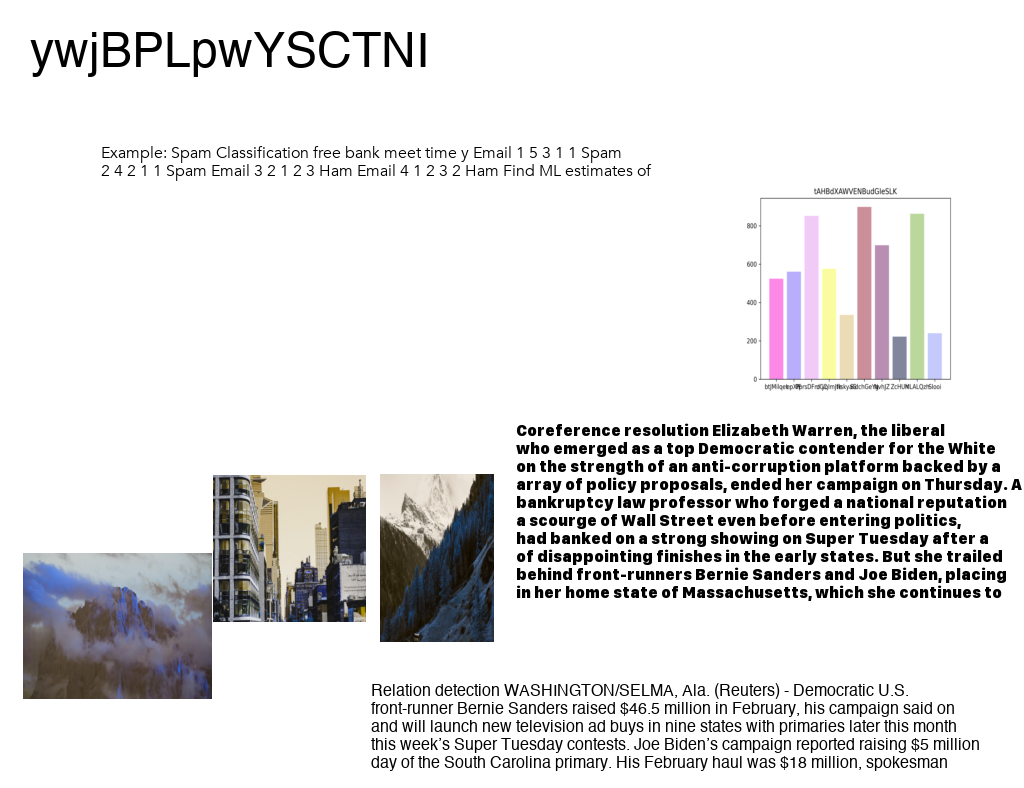 ywjBPLpwYSCTNI
Example: Spam Classification free bank meet time y Email 1 5 3 1 1 Spam
2 4 2 1 1 Spam Email 3 2 1 2 3 Ham Email 4 1 2 3 2 Ham Find ML estimates of
tAHBdXAWVENBudGIeSLK
800
600
400
200
0
Coreference resolution Elizabeth Warren, the liberal
who emerged as a top Democratic contender for the White
on the strength of an anti-corruption platform backed by a
array of policy proposals, ended her campaign on Thursday. A
bankruptcy law professor who forged a national reputation
a scourge of Wall Street even before entering politics,
had banked on a strong showing on Super Tuesday after a
of disappointing finishes in the early states. But she trailed
behind front-runners Bernie Sanders and Joe Biden, placing
in her home state of Massachusetts, which she continues to
Relation detection WASHINGTON/SELMA, Ala. (Reuters) - Democratic U.S.
front-runner Bernie Sanders raised $46.5 million in February, his campaign said on
and will launch new television ad buys in nine states with primaries later this month
this week’s Super Tuesday contests. Joe Biden’s campaign reported raising $5 million
day of the South Carolina primary. His February haul was $18 million, spokesman